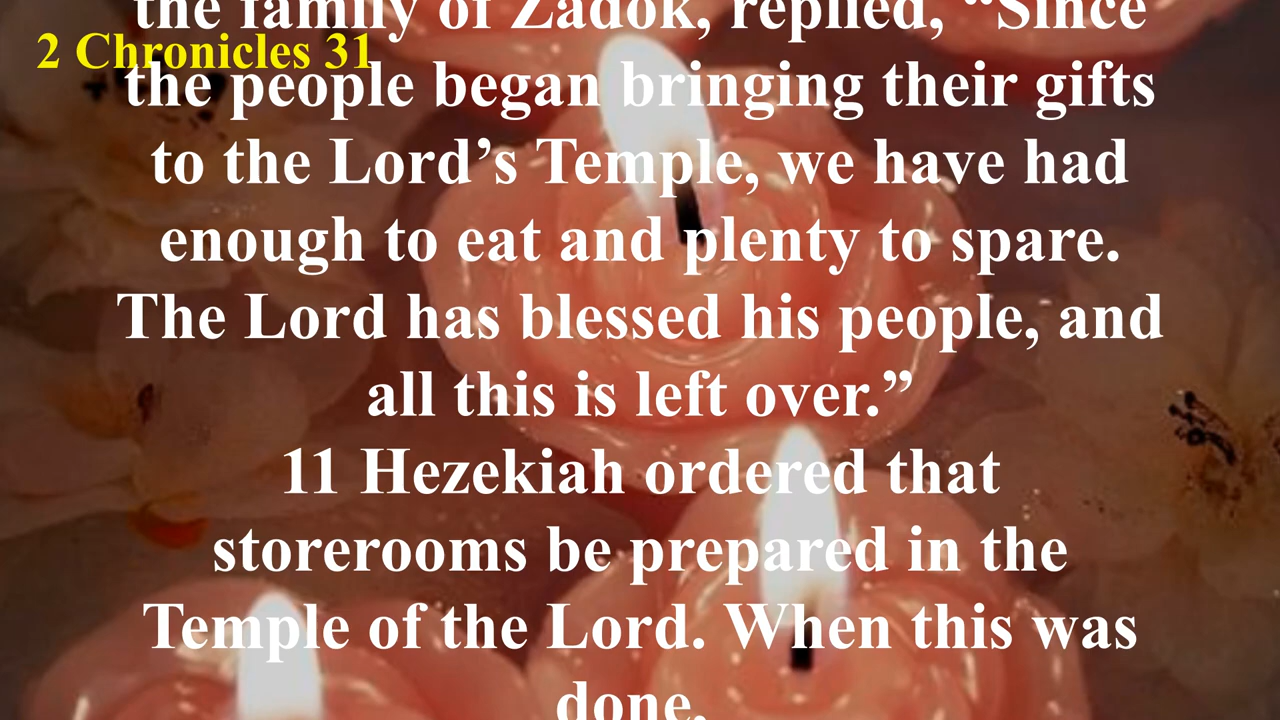 the family of Zadok, replied, “Since
2 Chronicles 31
the people began bringing their gifts
to the Lord’s Temple, we have had
enough to eat and plenty to spare.
The Lord has blessed his people, and
all this is left over.”
11 Hezekiah ordered that
storerooms be prepared in the
Temple of the Lord. When this was
done,